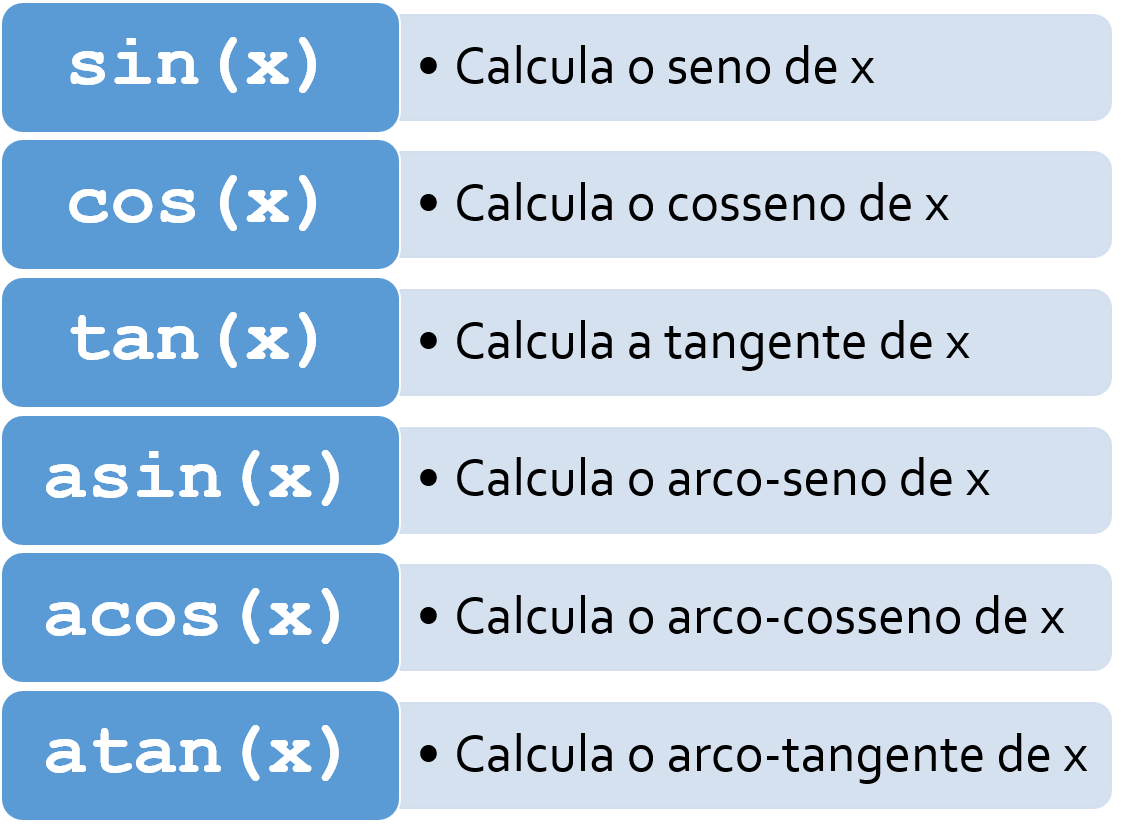 sin(x)
• Calcula o seno de x
cos(x)
• Calcula o cosseno de x
tan(x)
• Calcula a tangente de x
asin(x)
• Calcula o arco-seno de x
acos(x)
• Calcula o arco-cosseno de x
atan(x)
• Calcula o arco-tangente de x